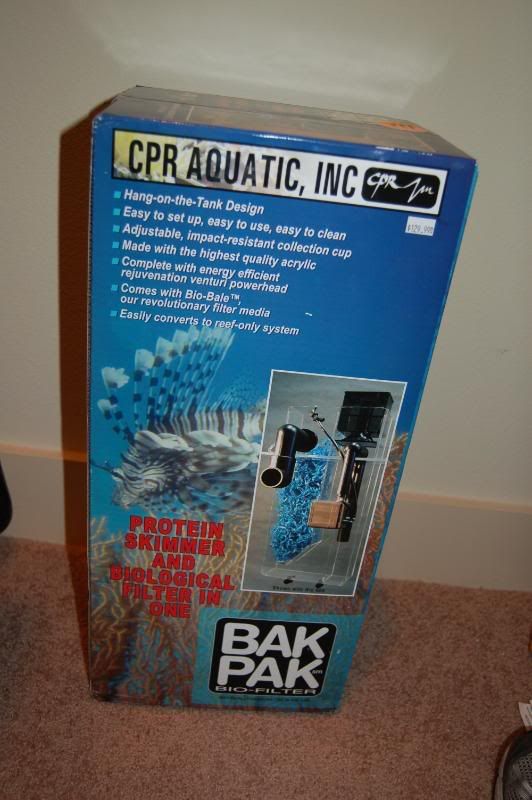 CPR AQUATIC, INC CPR
Hang-on-the-Tank Design
Easy to set up, easy to use, easy to clean
Adjustable, impact-resistant collection cup
Made with the highest quality acrylic
Complete with energy efficient
rejuvenation venturi powerhead
Comes with Bio-Bale™,
our revolutionary filter media
Easily converts to reef-only system
PROTEIN
SKIMMER
AND
BIOLOGICAL
FILTER IN
ONE
BAK
PAK
BIO-FILTER